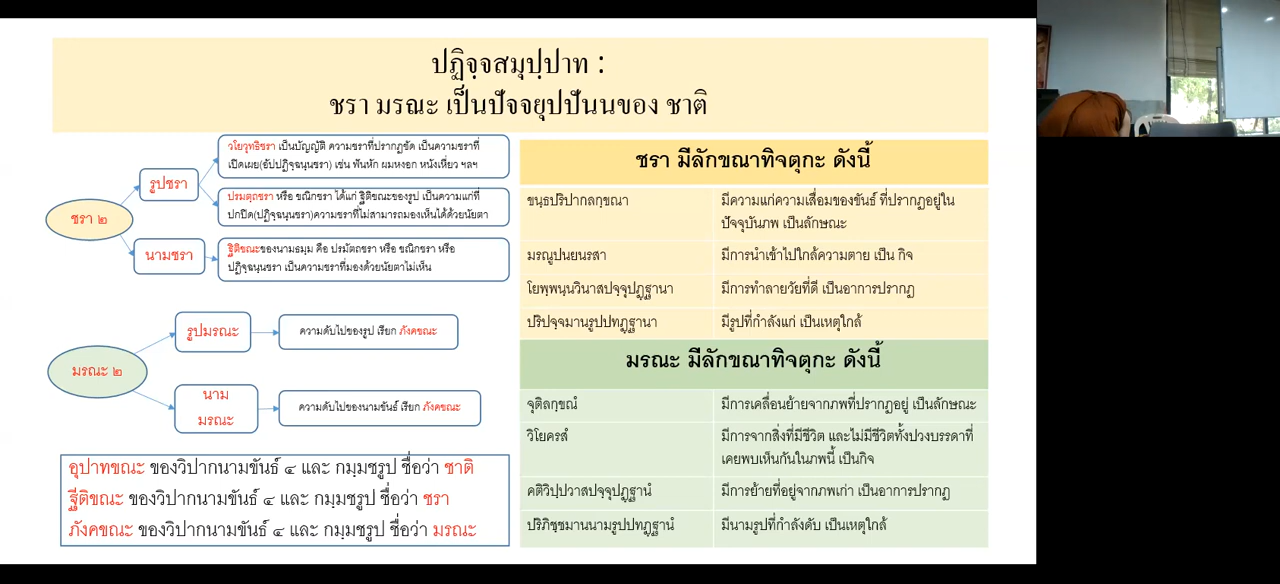 ปฏิจฺจสมุปฺปาท :
ชรา มรณะ เป็นปัจจยุปปันนของ ชาติ
ชรา ๒
รูปชรา
วโยวุทธิชรา เป็นบัญญัติ ความชราที่ปรากฏชัด เป็นความชราที่
เปิดเผย(อัปปฏิจฺฉนฺนชรา) เช่น ฟันหัก ผมหงอก หนังเหี่ยว ฯลฯ
ปรมตฺถชรา หรือ ขณิกชรา ได้แก่ ฐิติขณะของรูป เป็นความแก่ที่
ปกปิด(ปฏิจฺฉนฺนชรา)ความชราที่ไม่สามารถมองเห็นได้ด้วยนัยตา
นามชรา
ฐิติขณะของนามธมฺม คือ ปรมัตถชรา หรือ ขณิกชรา หรือ
ปฏิจฺฉนฺนชรา เป็นความชราที่มองด้วยนัยตาไม่เห็น
มรณะ ๒
รูปมรณะ
ความดับไปของรูป เรียก ภังคขณะ
นาม
มรณะ
ความดับไปของนามขันธ์ เรียก ภังคขณะ
อุปาทขณะ ของวิปากนามขันธ์ ๔ และ กมฺมชรูป ชื่อว่า ชาติ
ฐีติขณะ ของวิปากนามขันธ์ ๔ และ กมฺมชรูป ชื่อว่า ชรา
ภังคขณะ ของวิปากนามขันธ์ ๔ และ กมฺมชรูป ชื่อว่า มรณะ
ชรา มีลักขณาทิจตุกะ ดังนี้
ขนฺธปริปากลกฺขณา
มีความแก่ความเสื่อมของขันธ์ ที่ปรากฏอยู่ใน
ปัจจุบันภพ เป็นลักษณะ
มรณูปนยนรสา
มีการนำเข้าไปใกล้ความตาย เป็น กิจ
โยพฺพนฺนวินาสปจฺจุปฏฺฐานา
มีการทำลายวัยที่ดี เป็นอาการปรากฏ
ปริปจฺจมานรูปปทฏฺฐานา
มีรูปที่กำลังแก่ เป็นเหตุใกล้
มรณะ มีลักขณาทิจตุกะ ดังนี้
จุติลกฺขณํ
มีการเคลื่อนย้ายจากภพที่ปรากฏอยู่ เป็นลักษณะ
วิโยครสํ
มีการจากสิ่งที่มีชีวิต และไม่มีชีวิตทั้งปวงบรรดาที่
เคยพบเห็นกันในภพนี้ เป็นกิจ
คติวิปฺปวาสปจฺจุปฏฺฐานํ
มีการย้ายที่อยู่จากภพเก่า เป็นอาการปรากฏ
ปริภิชฺชมานนามรูปปทฏฺฐานํ
มีนามรูปที่กำลังดับ เป็นเหตุใกล้